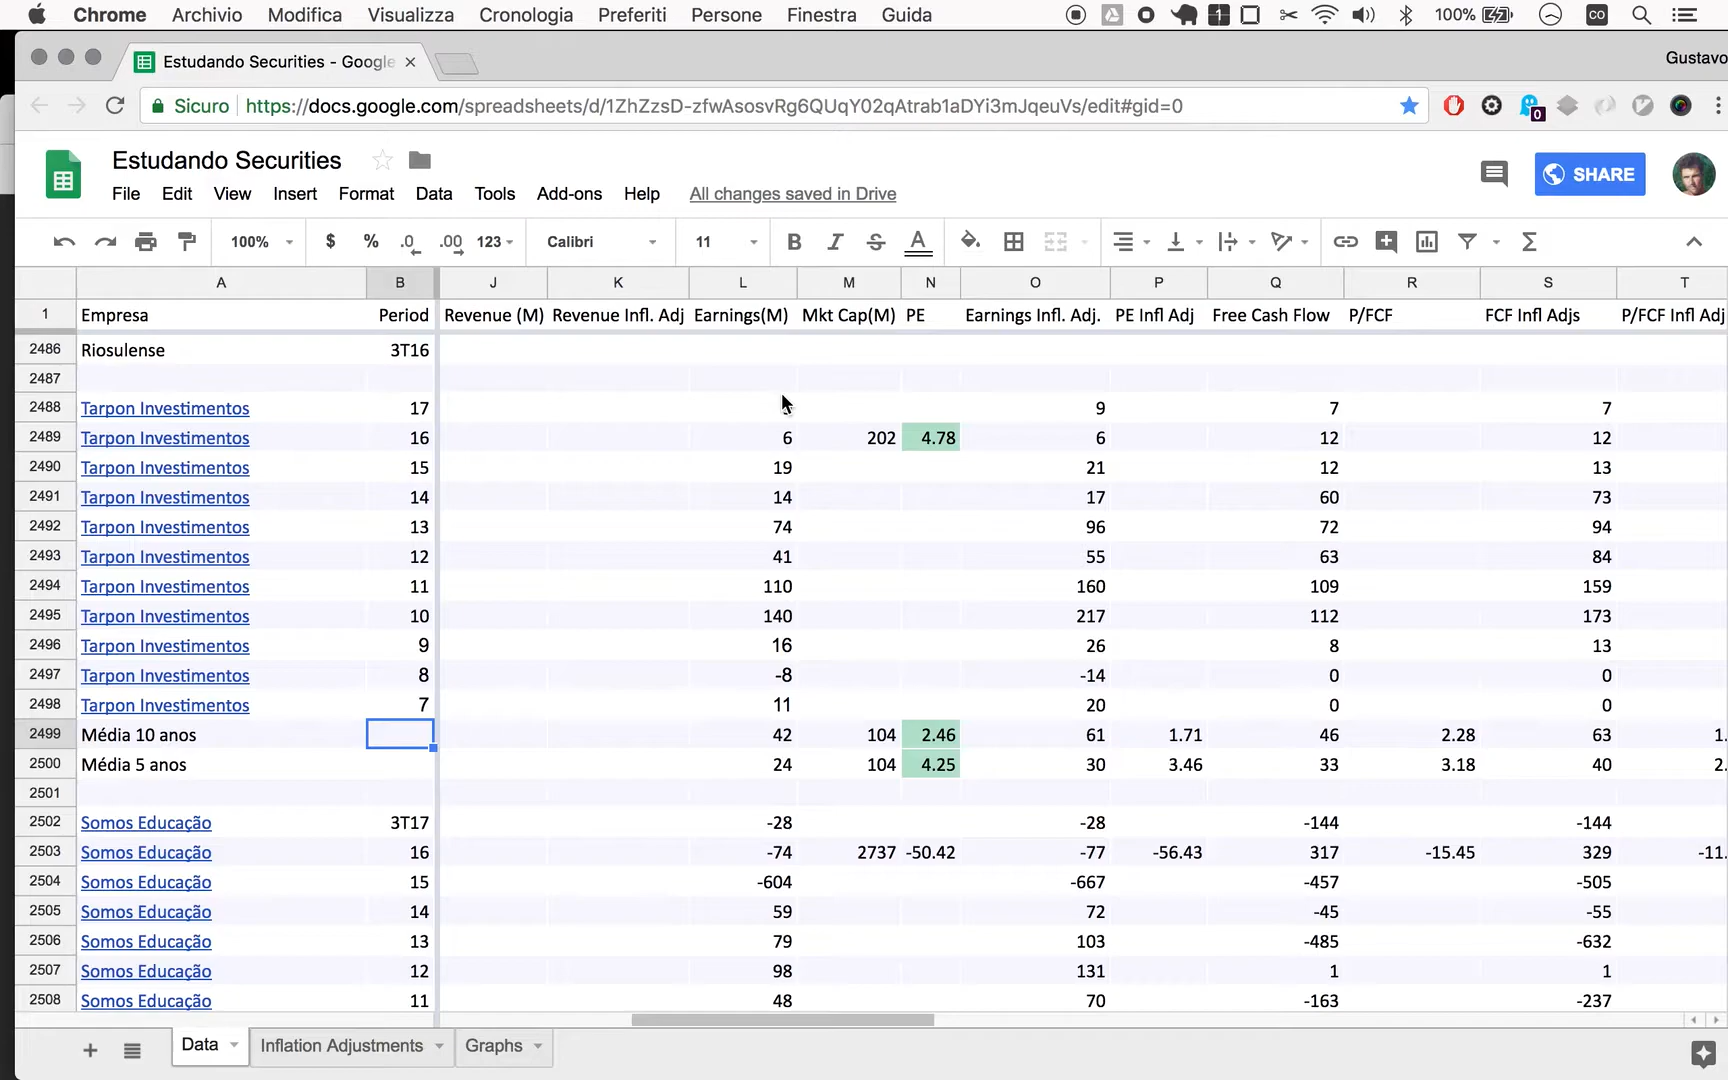 Chrome Archivio Modifica Visualizza Cronologia Preferiti Persone Finestra Guida 1 100% CO
Estudando Securities - Google
Gustavo
Sicuro https://docs.google.com/spreadsheets/d/1ZhZzsD-zfwAsosvRg6QUqY02qAtrab1aDYi3mJqeuVs/edit#gid=0 0
Estudando Securities
SHARE
File Edit View Insert Format Data Tools Add-ons Help All changes saved in Drive
100% $ % .0 .00 123 Calibri 11 B I S A Σ
A B J K L M N O P Q R S T
1 Empresa Period Revenue (M) Revenue Infl. Adj Earnings(M) Mkt Cap(M) PE Earnings Infl. Adj. PE Infl Adj Free Cash Flow P/FCF FCF Infl Adjs P/FCF Infl Adj
2486 Riosulense 3T16
2487
2488 Tarpon Investimentos 17 9 7 7
2489 Tarpon Investimentos 16 6 202 4.78 6 12 12
2490 Tarpon Investimentos 15 19 21 12 13
2491 Tarpon Investimentos 14 14 17 60 73
2492 Tarpon Investimentos 13 74 96 72 94
2493 Tarpon Investimentos 12 41 55 63 84
2494 Tarpon Investimentos 11 110 160 109 159
2495 Tarpon Investimentos 10 140 217 112 173
2496 Tarpon Investimentos 9 16 26 8 13
2497 Tarpon Investimentos 8 -8 -14 0 0
2498 Tarpon Investimentos 7 11 20 0 0
2499 Média 10 anos 42 104 2.46 61 1.71 46 2.28 63 1.
2500 Média 5 anos 24 104 4.25 30 3.46 33 3.18 40 2.
2501
2502 Somos Educação 3T17 -28 -28 -144 -144
2503 Somos Educação 16 -74 2737 -50.42 -77 -56.43 317 -15.45 329 -11.
2504 Somos Educação 15 -604 -667 -457 -505
2505 Somos Educação 14 59 72 -45 -55
2506 Somos Educação 13 79 103 -485 -632
2507 Somos Educação 12 98 131 1 1
2508 Somos Educação 11 48 70 -163 -237
Data Inflation Adjustments Graphs